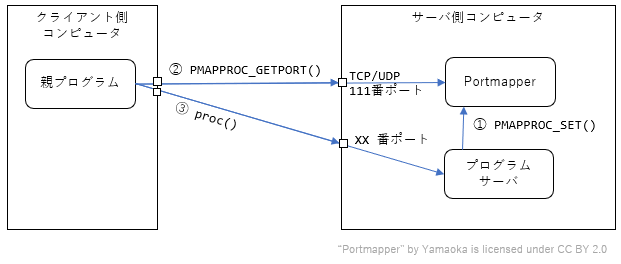 クライアント側
コンピュータ
サーバ側コンピュータ
親プログラム
② PMAPPROC_GETPORT()
TCP/UDP
111番ポート
Portmapper
③ proc()
① PMAPPROC_SET()
XX 番ポート
プログラム
サーバ
“Portmapper” by Yamaoka is licensed under CC BY 2.0